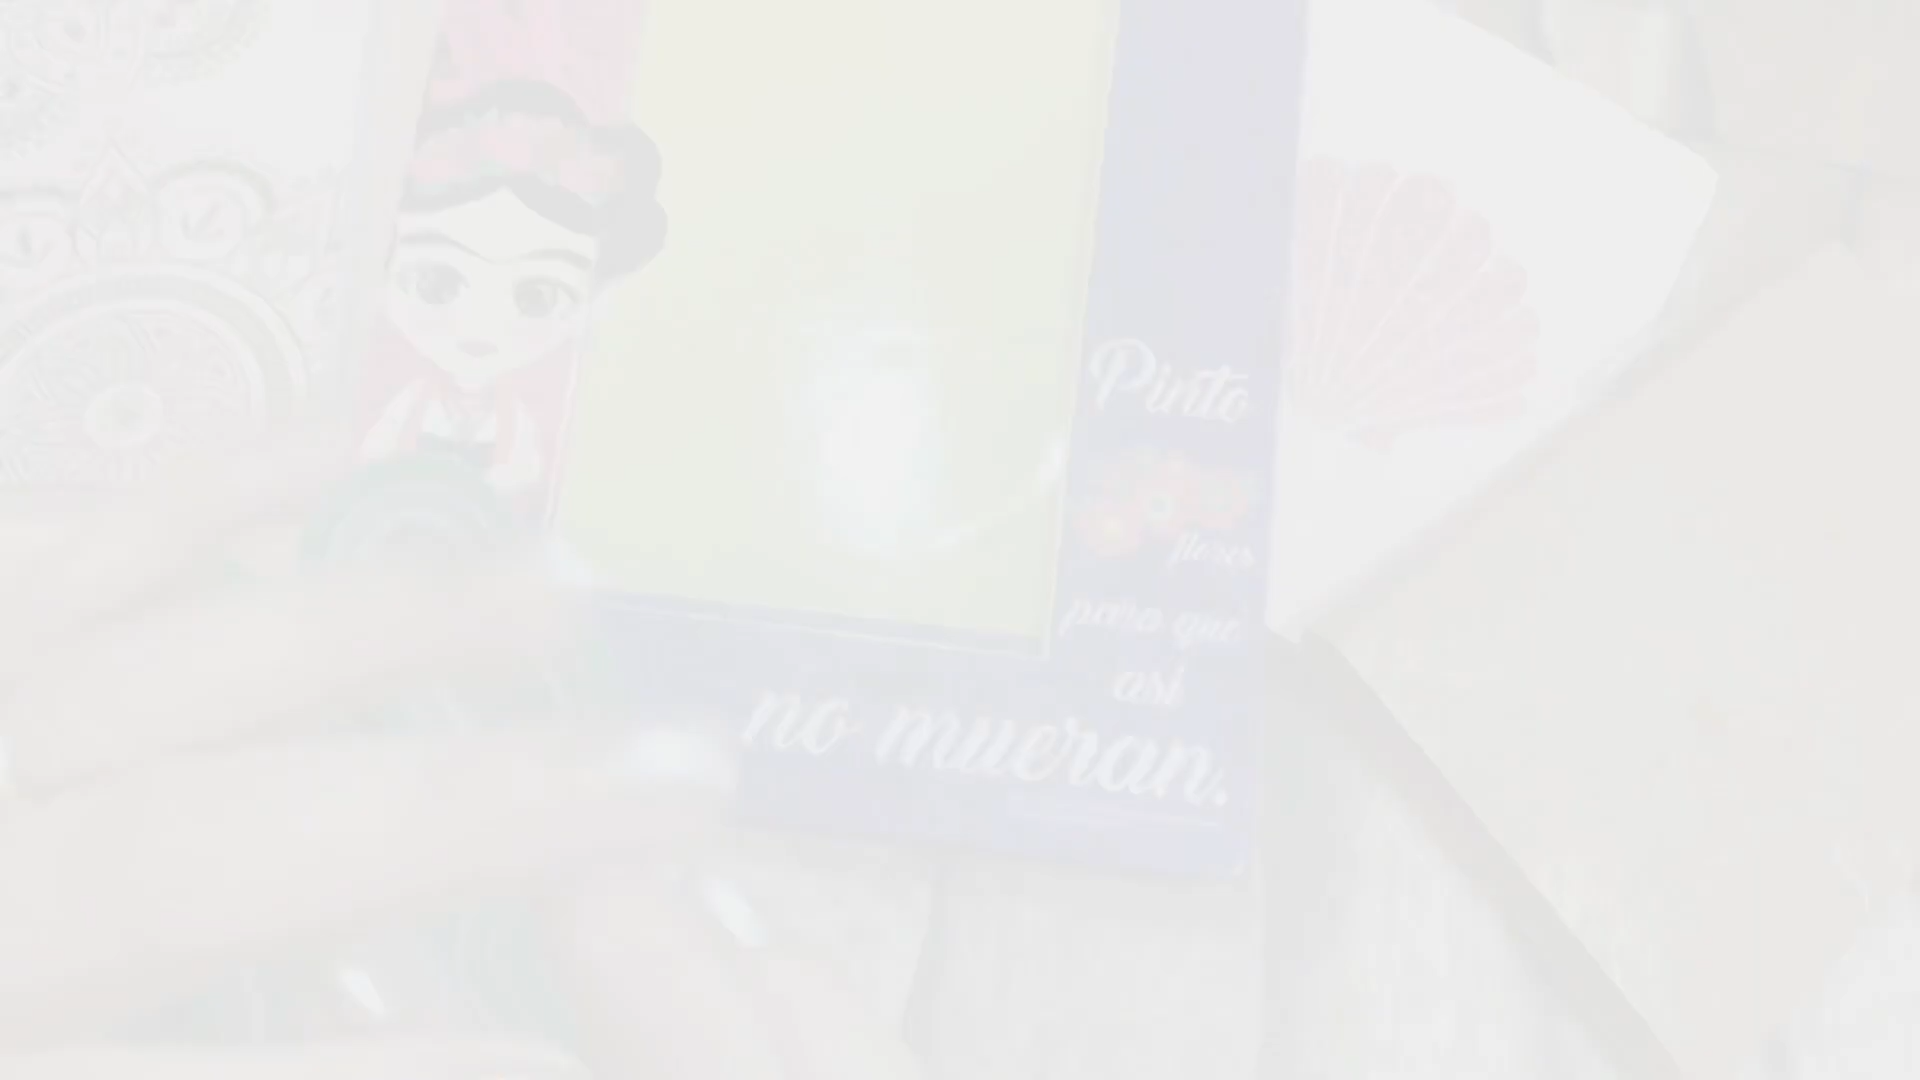 Pinto
flores
para que
así
no mueran.